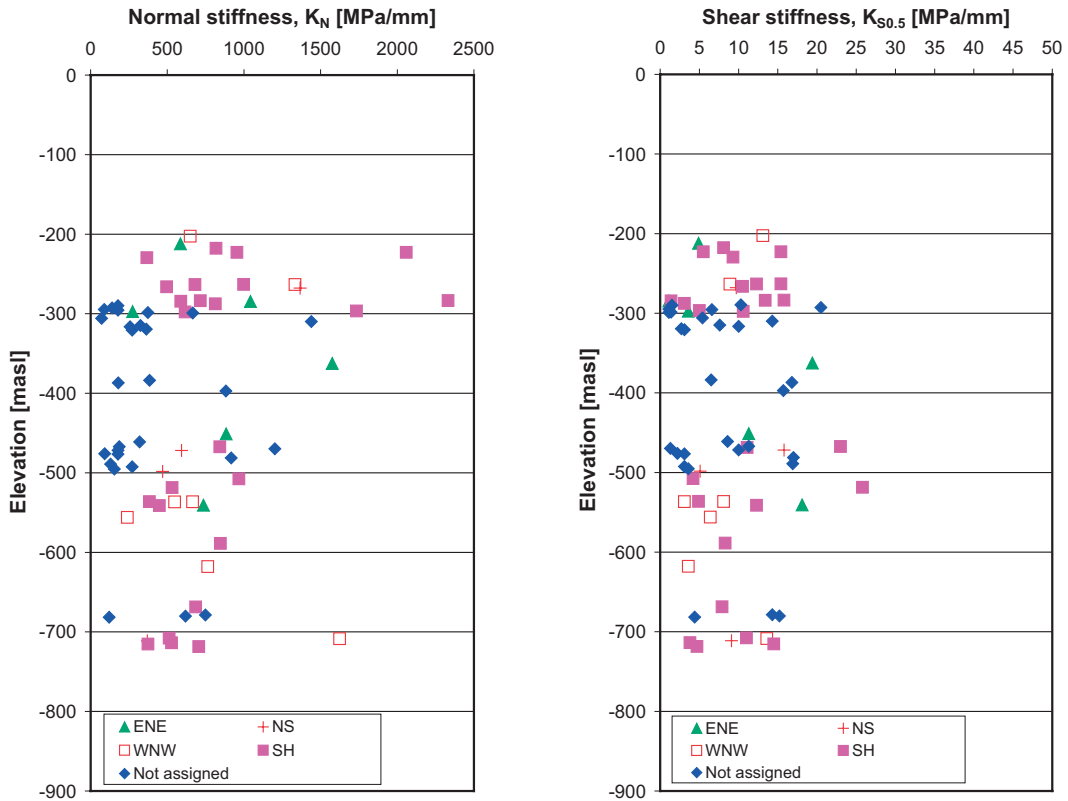 Normal stiffness, KN [MPa/mm]
0 500 1000 1500 2000 2500
0
-100
-200
-300
-400
-500
-600
-700
-800
-900
Elevation [masl]
ENE NS
WNW SH
Not assigned
Shear stiffness, KS0.5 [MPa/mm]
0 5 10 15 20 25 30 35 40 45 50
0
-100
-200
-300
-400
-500
-600
-700
-800
-900
Elevation [masl]
ENE NS
WNW SH
Not assigned